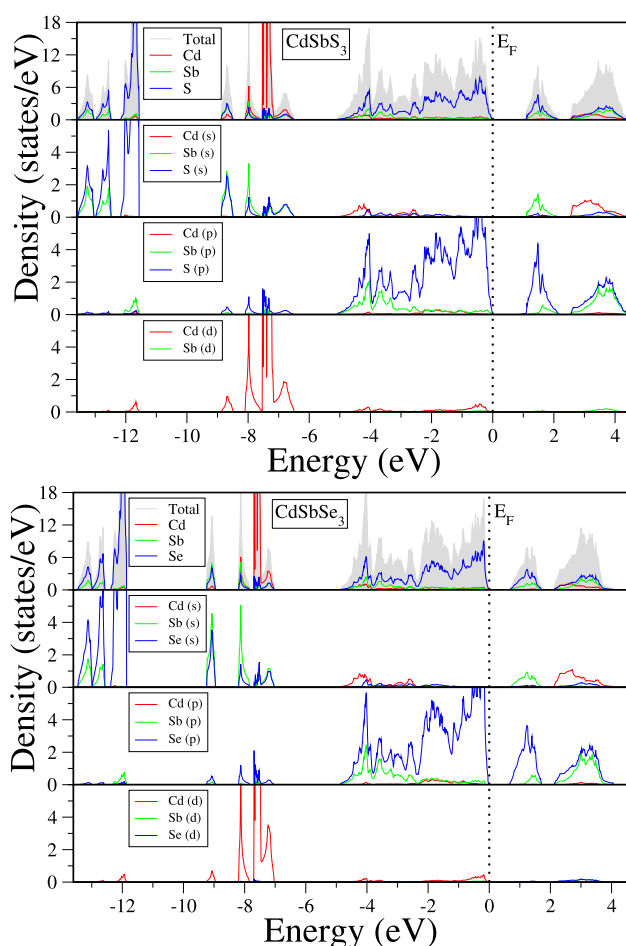 18
12
6
0
Total
Cd
Sb
S
CdSbS3
EF
4
2
0
Cd (s)
Sb (s)
S (s)
4
2
0
Cd (p)
Sb (p)
S (p)
4
2
0
Cd (d)
Sb (d)
Density (states/eV)
-12 -10 -8 -6 -4 -2 0 2 4
Energy (eV)
18
12
6
0
Total
Cd
Sb
Se
CdSbSe3
EF
4
2
0
Cd (s)
Sb (s)
Se (s)
4
2
0
Cd (p)
Sb (p)
Se (p)
4
2
0
Cd (d)
Sb (d)
Se (d)
Density (states/eV)
-12 -10 -8 -6 -4 -2 0 2 4
Energy (eV)